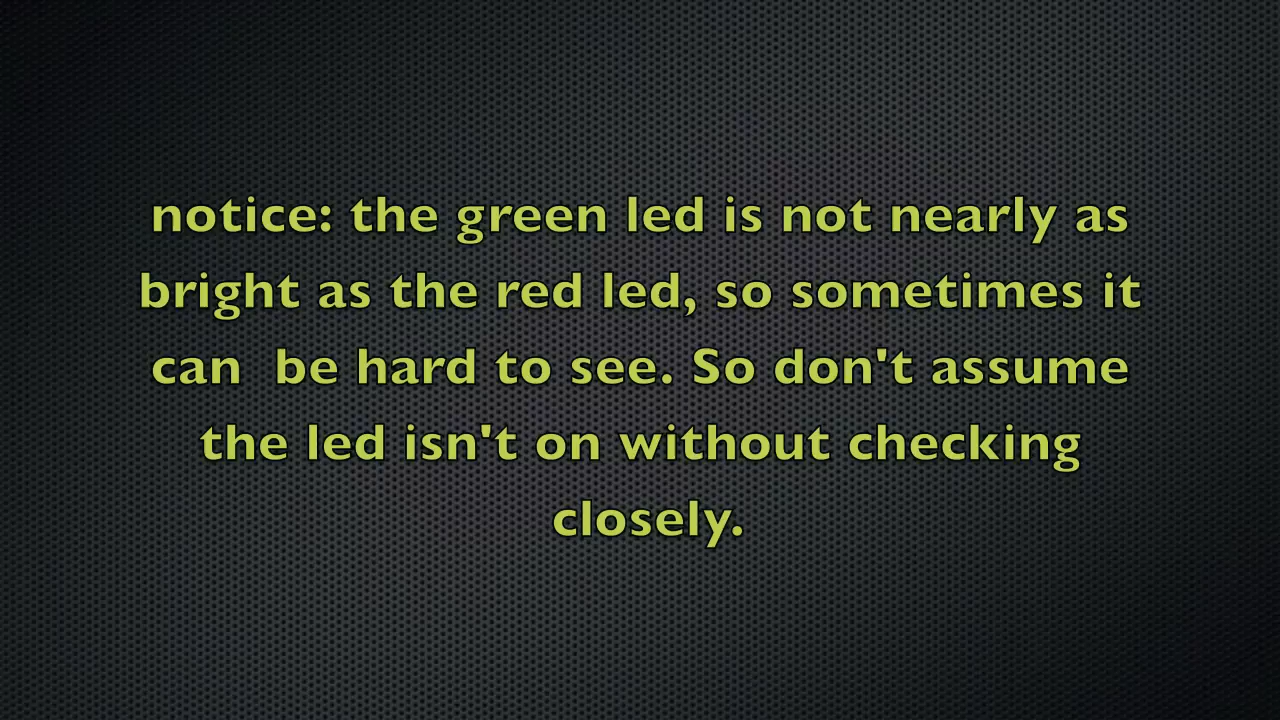 notice: the green led is not nearly as
bright as the red led, so sometimes it
can  be hard to see. So don't assume
the led isn't on without checking
closely.